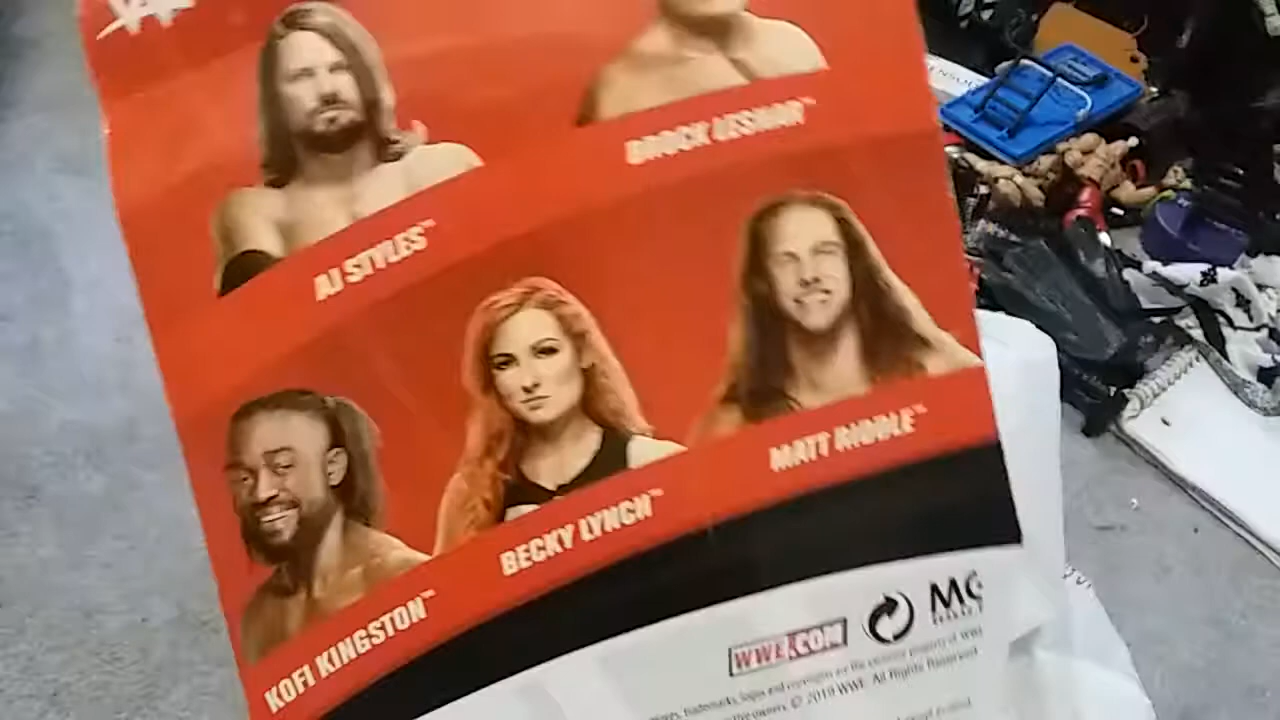 BROCK LESNAR™
AJ STYLES™
MATT RIDDLE™
BECKY LYNCH™
KOFI KINGSTON™
WWE.COM
© 2019 WWE. All Rights Reserved.